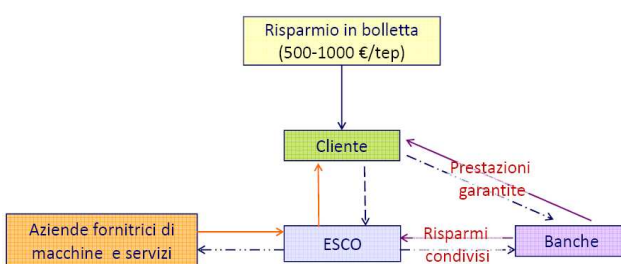 Risparmio in bolletta
(500-1000 €/tep)
Cliente
Prestazioni
garantite
Aziende fornitrici di
macchine e servizi
ESCO
Risparmi
condivisi
Banche